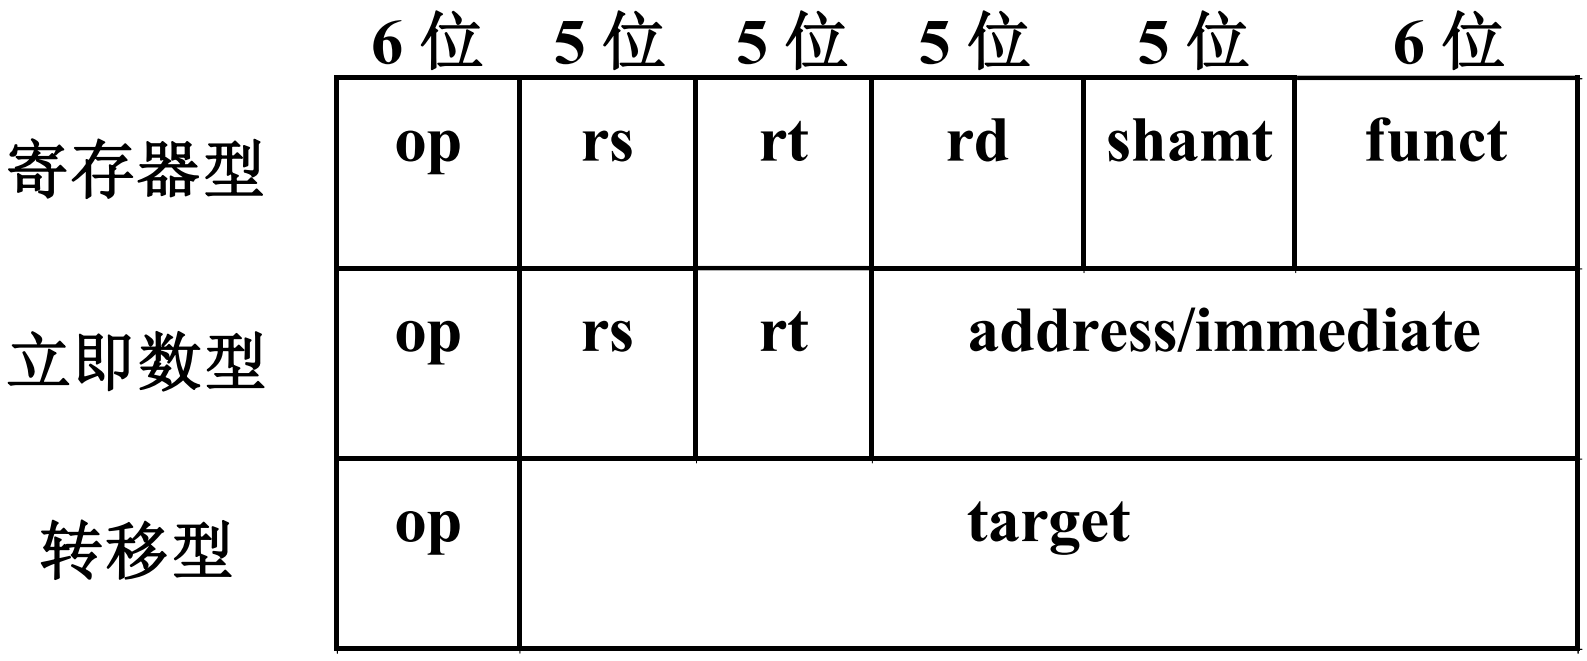 6 位 5 位 5 位 5 位 5 位 6 位
寄存器型 op rs rt rd shamt funct
立即数型 op rs rt address/immediate
转移型 op target